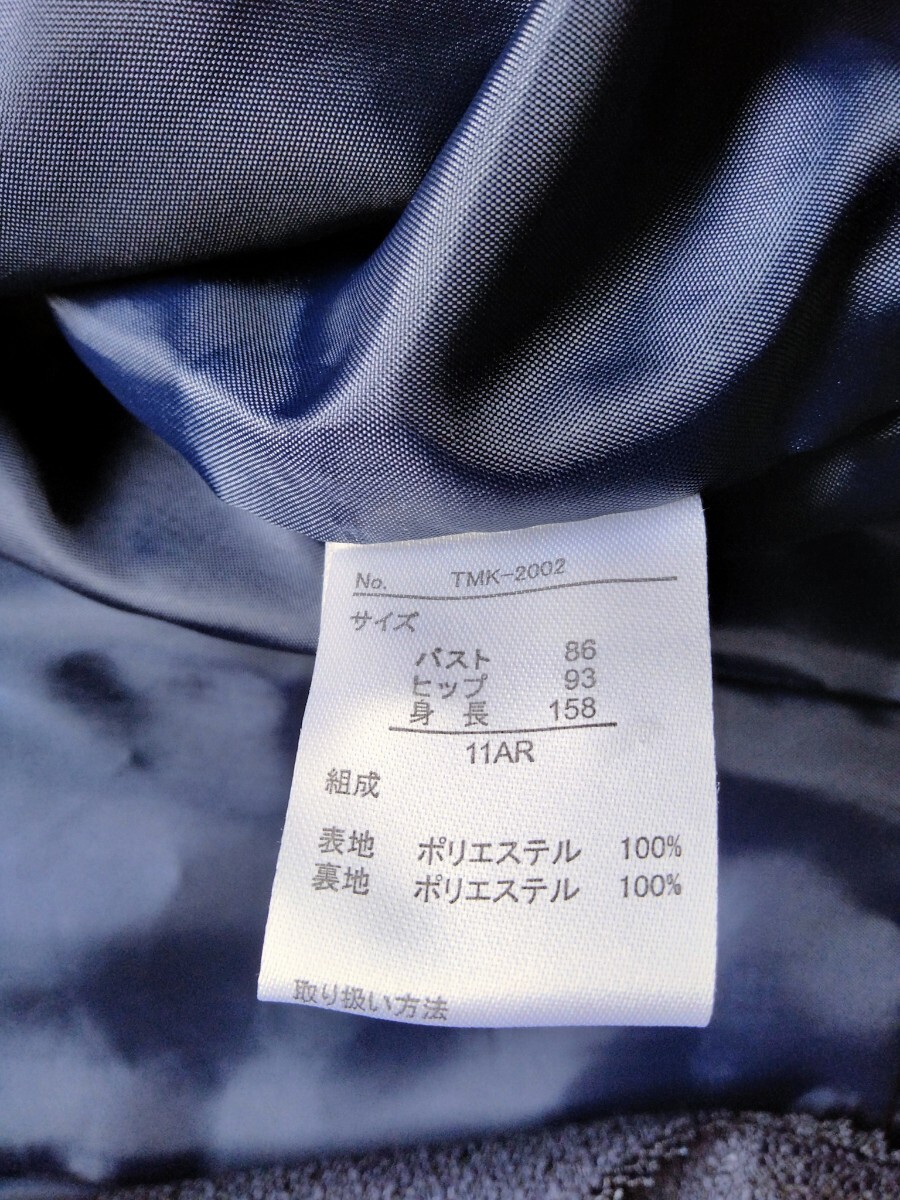 No. TMK-2002
サイズ
バスト 86
ヒップ 93
身長 158
11AR
組成
表地 ポリエステル 100%
裏地 ポリエステル 100%
取り扱い方法